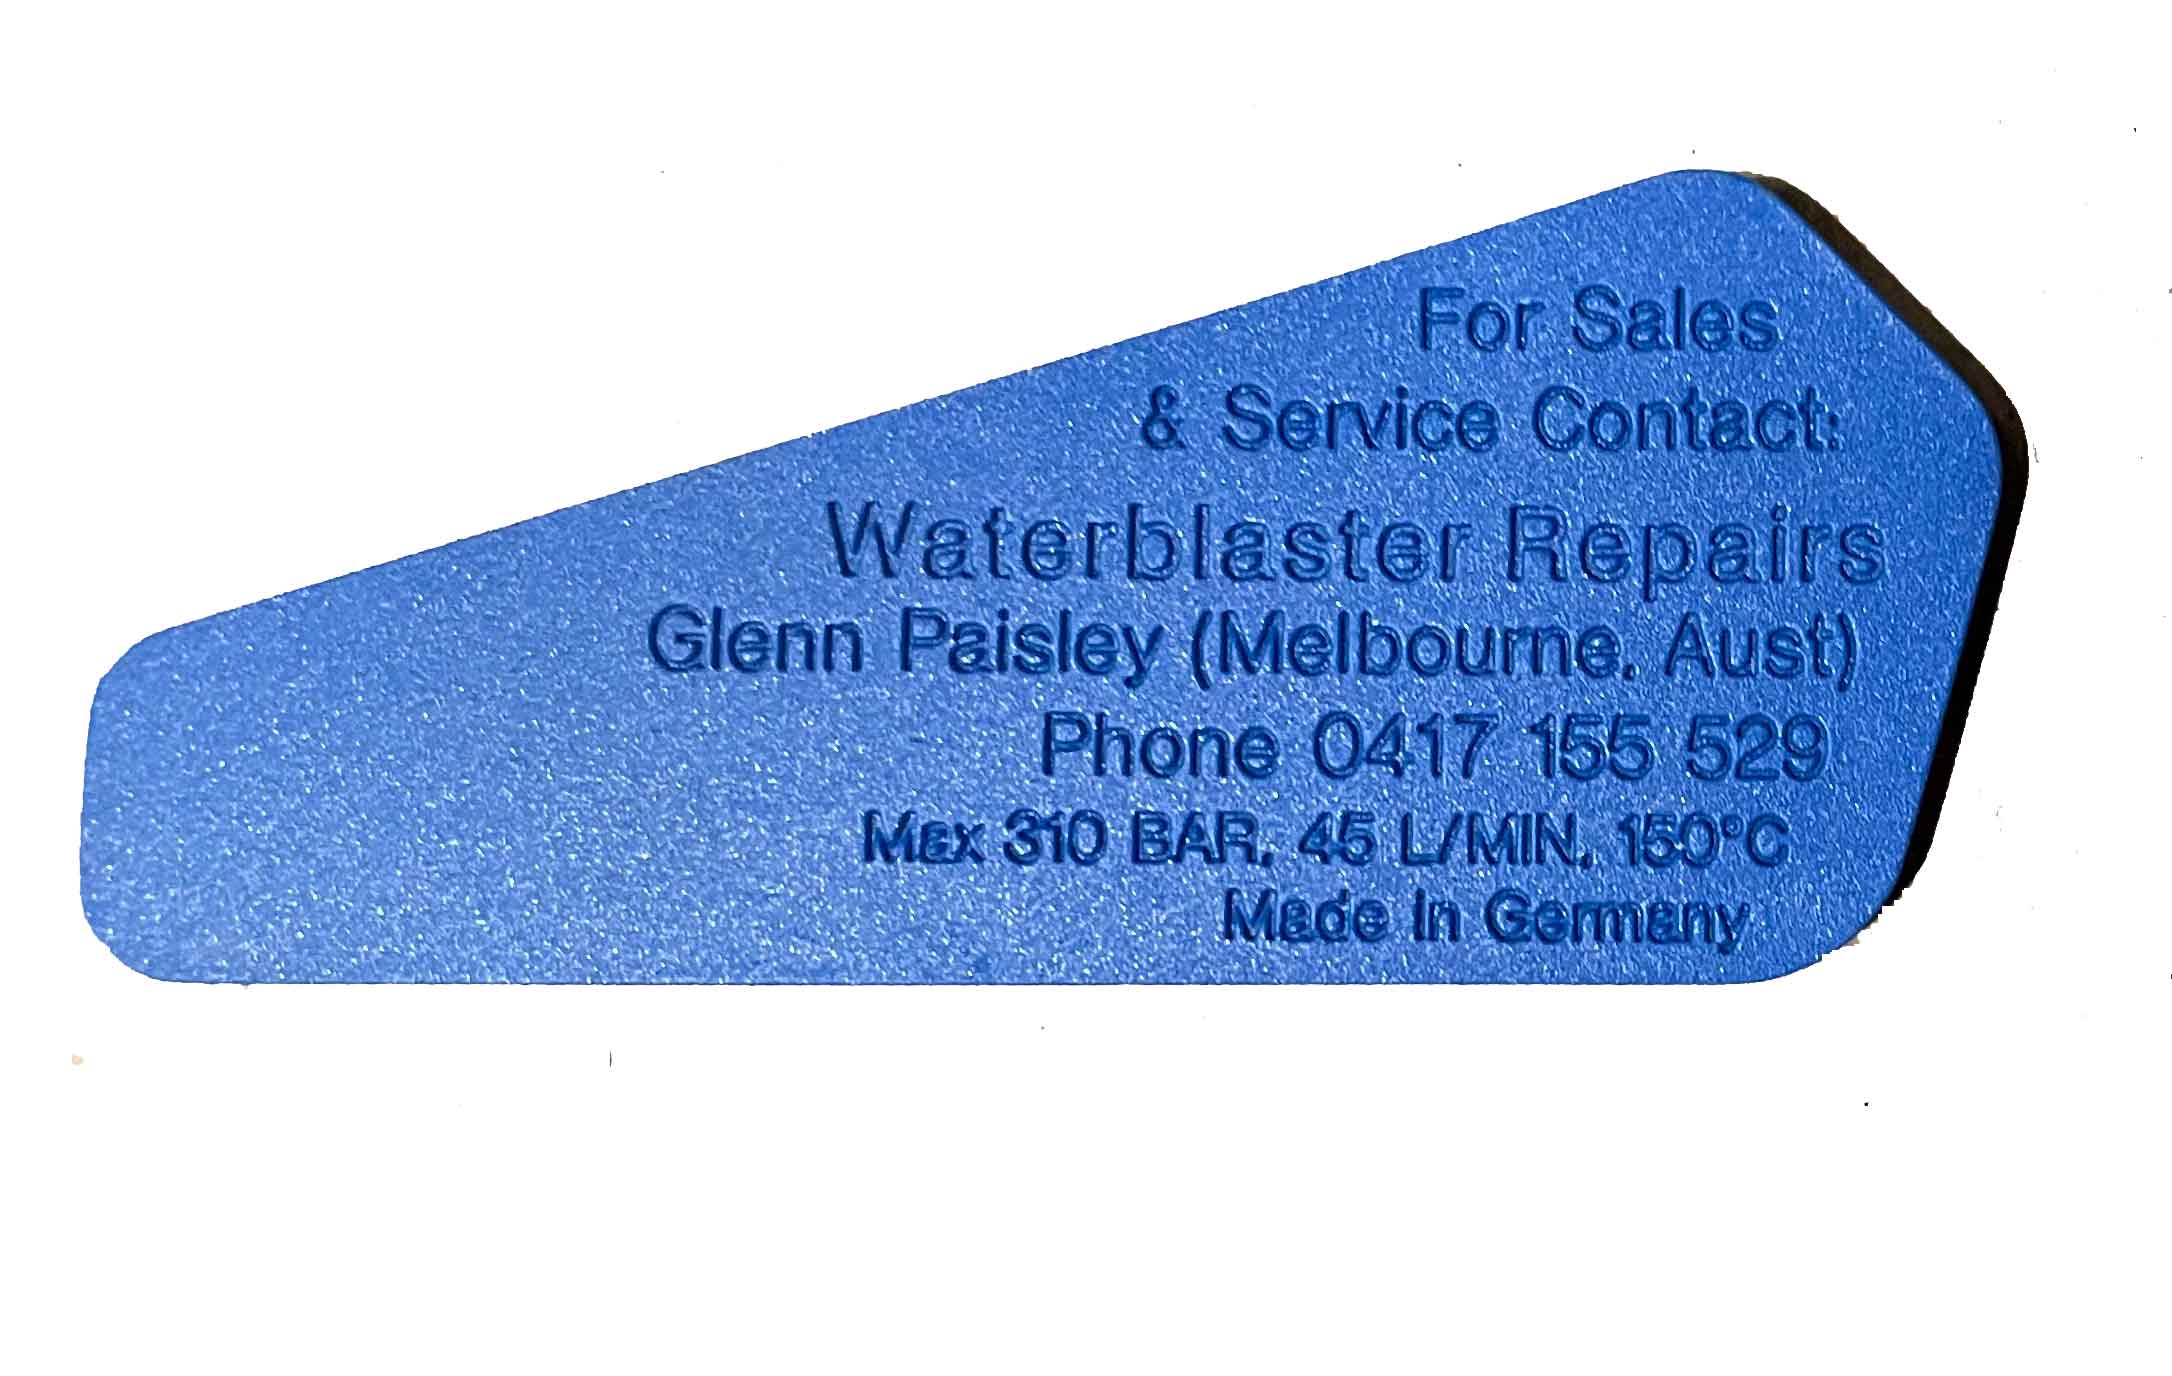 For Sales
& Service Contact:
Waterblaster Repairs
Glenn Paisley (Melbourne, Aust)
Phone 0417 155 529
Max 310 BAR, 45 L/MIN, 150°C
Made In Germany